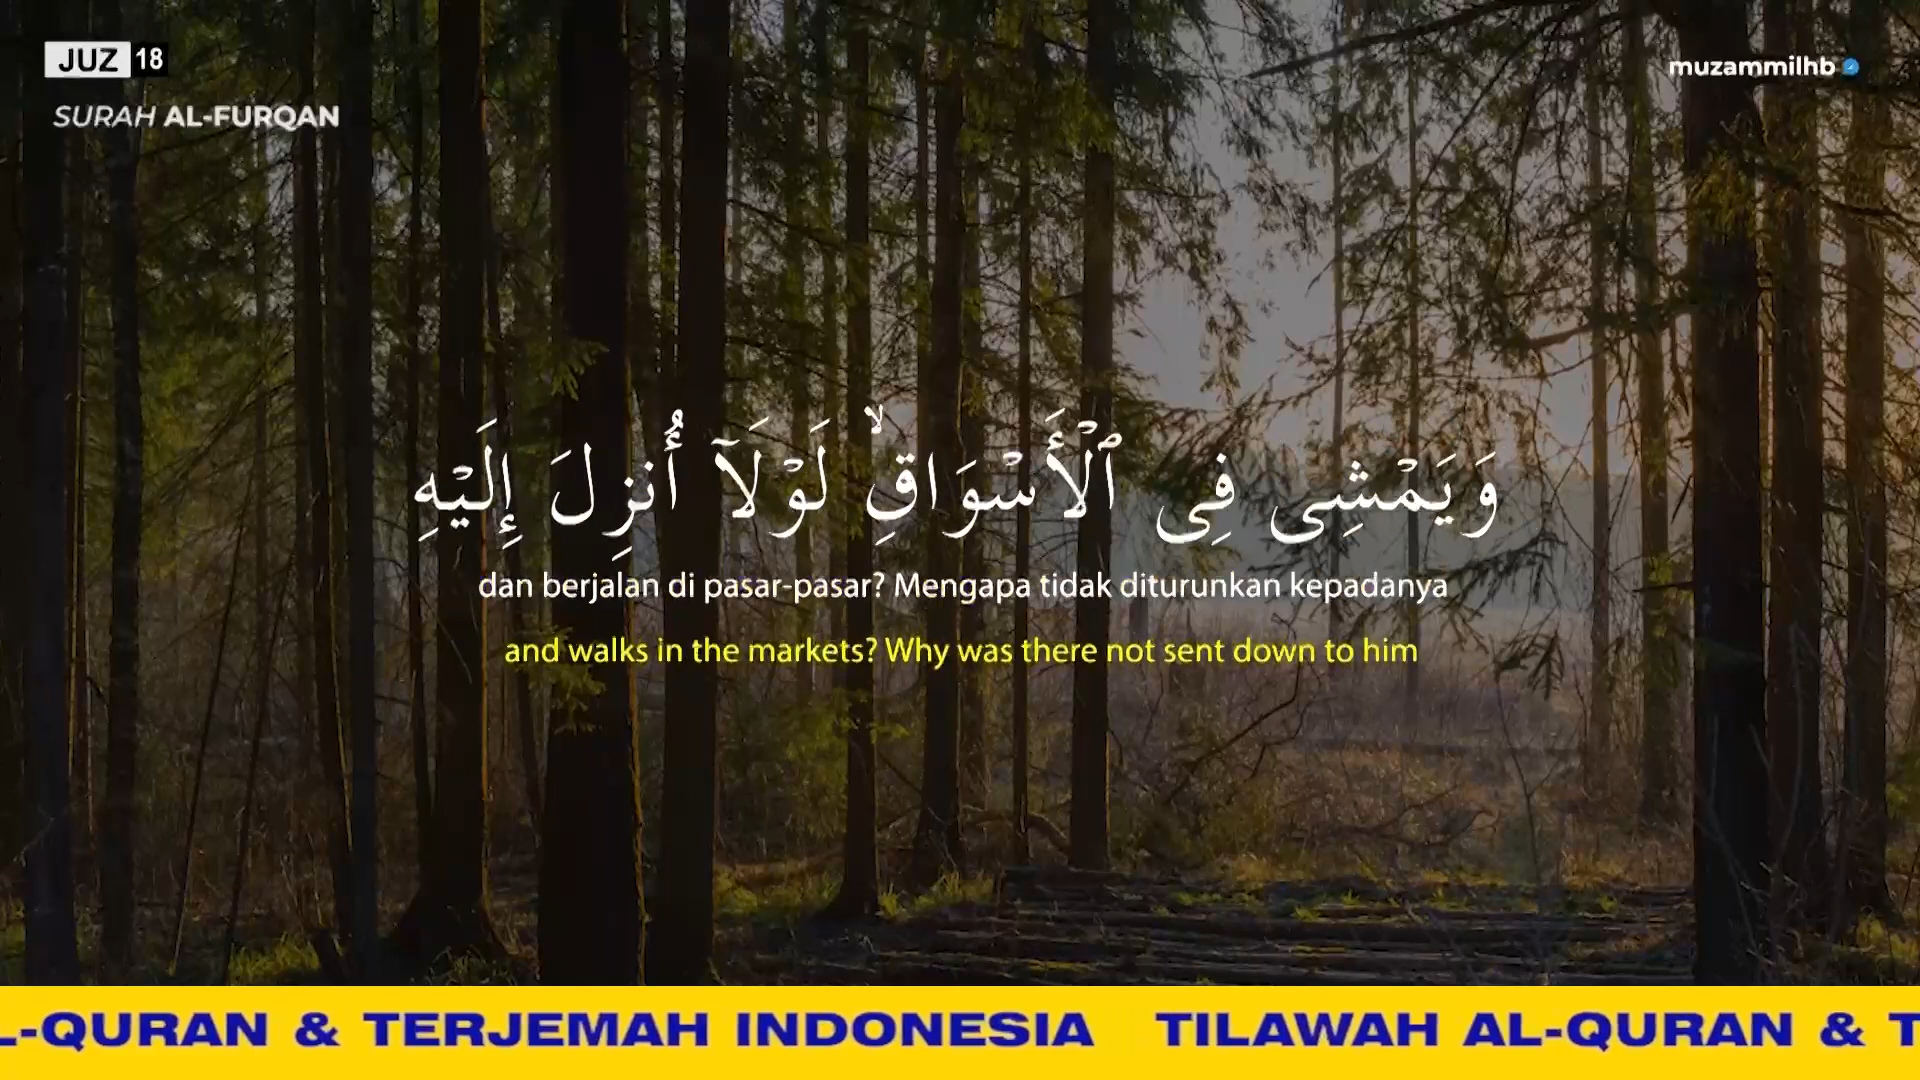 JUZ 18
muzammilhb
SURAH AL-FURQAN
وَيَمْشِى فِى ٱلْأَسْوَاقِ ۙ لَوْلَآ أُنزِلَ إِلَيْهِ
dan berjalan di pasar-pasar? Mengapa tidak diturunkan kepadanya
and walks in the markets? Why was there not sent down to him
L-QURAN & TERJEMAH INDONESIA TILAWAH AL-QURAN & T